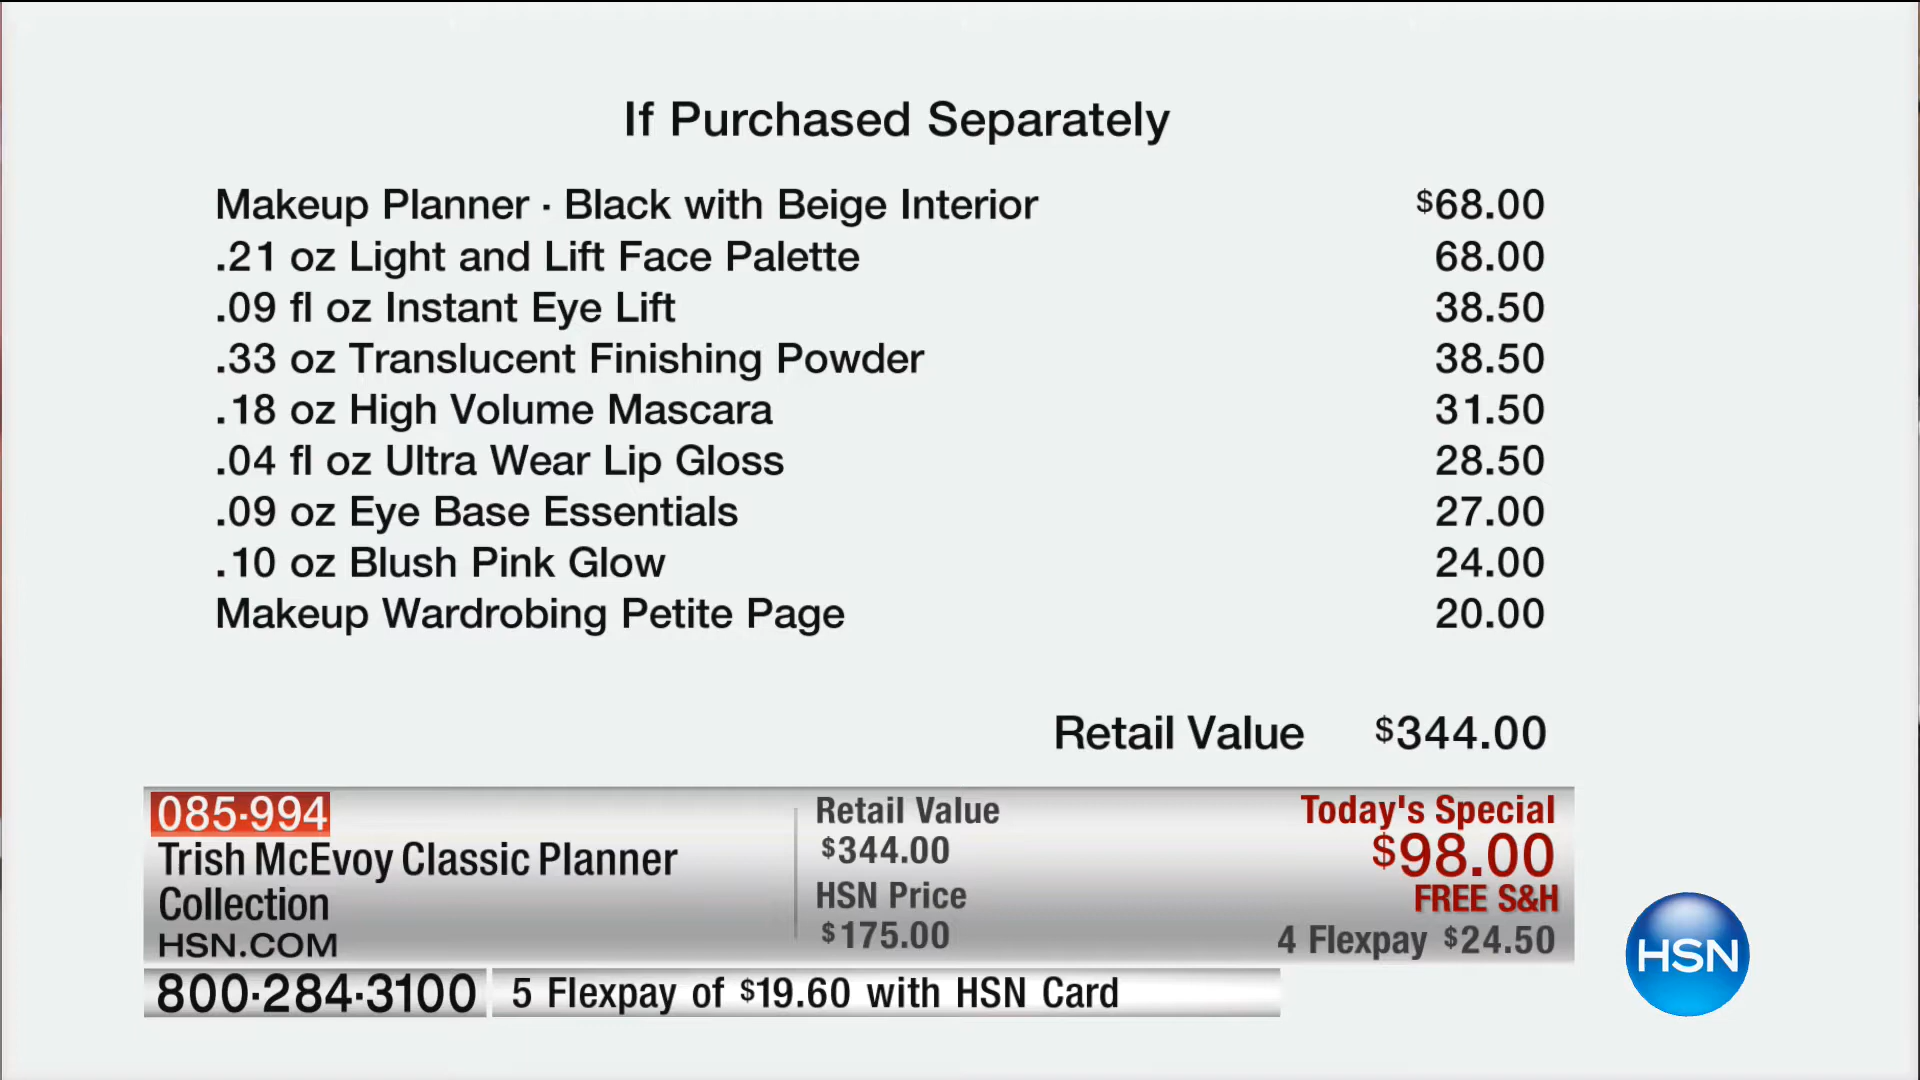 If Purchased Separately
Makeup Planner · Black with Beige Interior $68.00
.21 oz Light and Lift Face Palette 68.00
.09 fl oz Instant Eye Lift 38.50
.33 oz Translucent Finishing Powder 38.50
.18 oz High Volume Mascara 31.50
.04 fl oz Ultra Wear Lip Gloss 28.50
.09 oz Eye Base Essentials 27.00
.10 oz Blush Pink Glow 24.00
Makeup Wardrobing Petite Page 20.00
Retail Value $344.00
085·994
Trish McEvoy Classic Planner
Collection
HSN.COM
Retail Value
$344.00
HSN Price
$175.00
Today's Special
$98.00
FREE S&H
4 Flexpay $24.50
800·284·3100
5 Flexpay of $19.60 with HSN Card
HSN